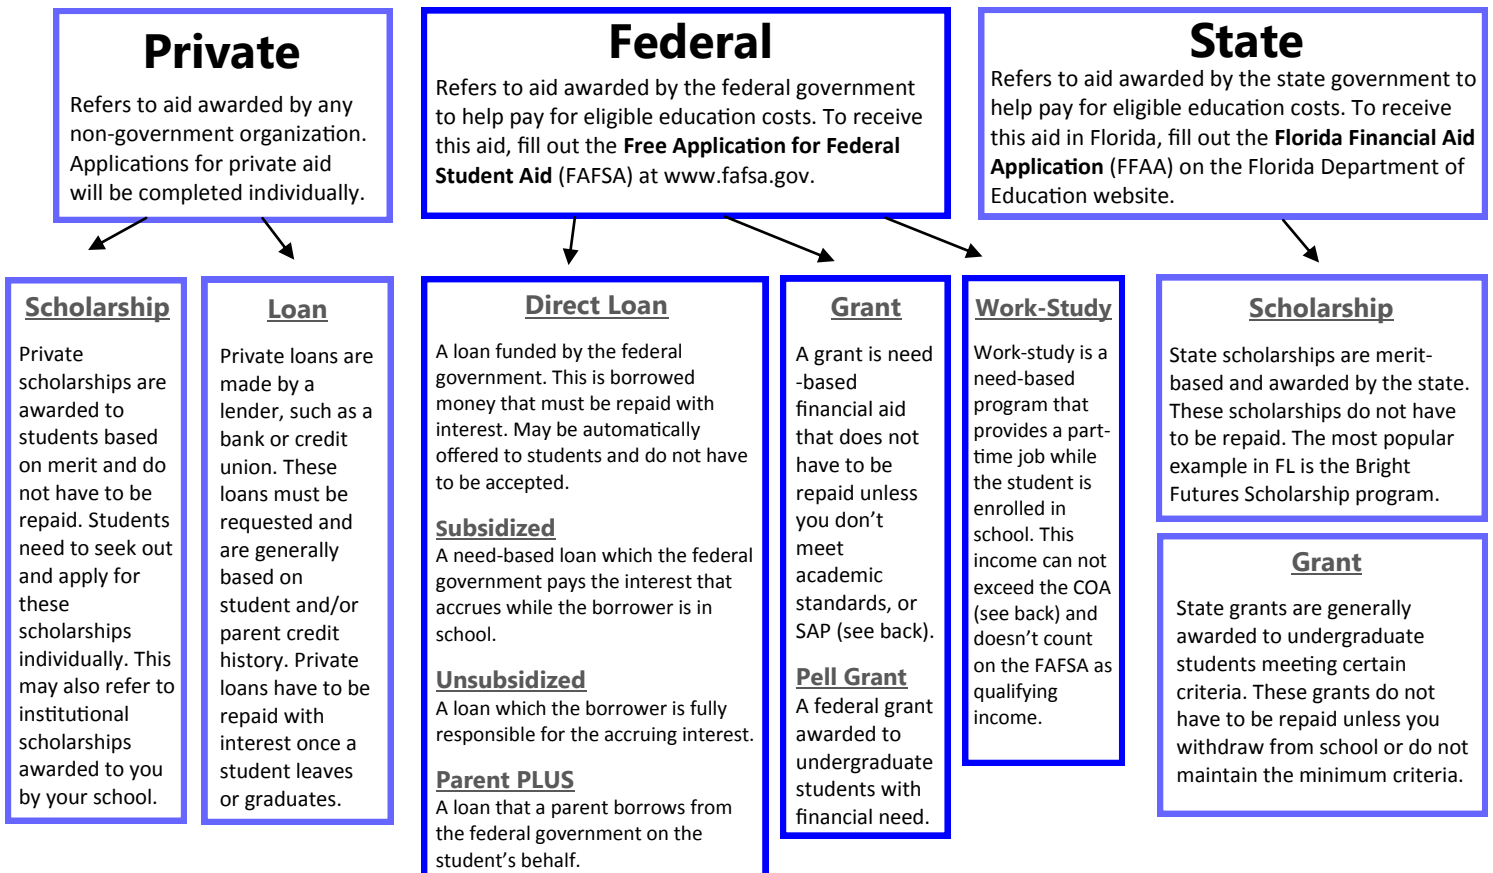 Private
Refers to aid awarded by any
non-government organization.
Applications for private aid
will be completed individually.
Federal
Refers to aid awarded by the federal government
to help pay for eligible education costs. To receive
this aid, fill out the Free Application for Federal
Student Aid (FAFSA) at www.fafsa.gov.
State
Refers to aid awarded by the state government to
help pay for eligible education costs. To receive
this aid in Florida, fill out the Florida Financial Aid
Application (FFAA) on the Florida Department of
Education website.
Scholarship
Private
scholarships are
awarded to
students based
on merit and do
not have to be
repaid. Students
need to seek out
and apply for
these
scholarships
individually. This
may also refer to
institutional
scholarships
awarded to you
by your school.
Loan
Private loans are
made by a
lender, such as a
bank or credit
union. These
loans must be
requested and
are generally
based on
student and/or
parent credit
history. Private
loans have to be
repaid with
interest once a
student leaves
or graduates.
Direct Loan
A loan funded by the federal
government. This is borrowed
money that must be repaid with
interest. May be automatically
offered to students and do not have
to be accepted.
Subsidized
A need-based loan which the federal
government pays the interest that
accrues while the borrower is in
school.
Unsubsidized
A loan which the borrower is fully
responsible for the accruing interest.
Parent PLUS
A loan that a parent borrows from
the federal government on the
student's behalf.
Grant
A grant is need
-based
financial aid
that does not
have to be
repaid unless
you don't
meet
academic
standards, or
SAP (see back).
Pell Grant
A federal grant
awarded to
undergraduate
students with
financial need.
Work-Study
Work-study is a
need-based
program that
provides a part-
time job while
the student is
enrolled in
school. This
income can not
exceed the COA
(see back) and
doesn't count
on the FAFSA as
qualifying
income.
Scholarship
State scholarships are merit-
based and awarded by the state.
These scholarships do not have
to be repaid. The most popular
example in FL is the Bright
Futures Scholarship program.
Grant
State grants are generally
awarded to undergraduate
students meeting certain
criteria. These grants do not
have to be repaid unless you
withdraw from school or do not
maintain the minimum criteria.